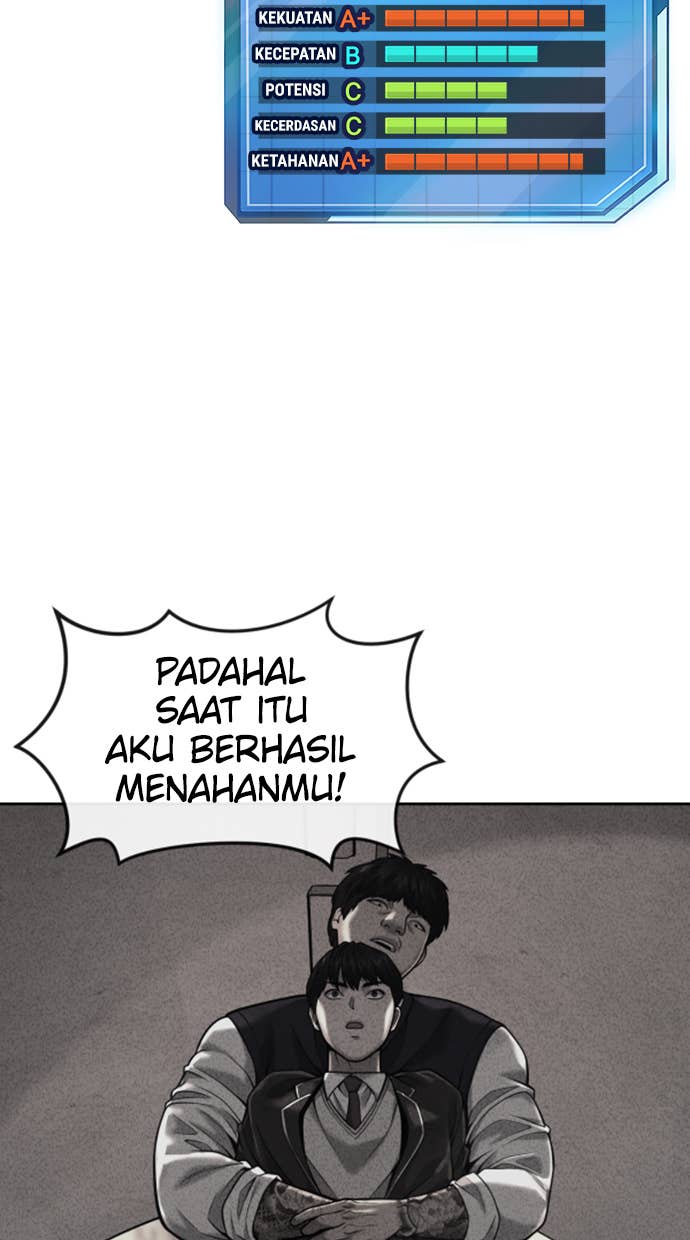 KEKUATAN A+
KECEPATAN B
POTENSI C
KECERDASAN C
KETAHANAN A+
PADAHAL
SAAT ITU
AKU BERHASIL
MENAHANMU!